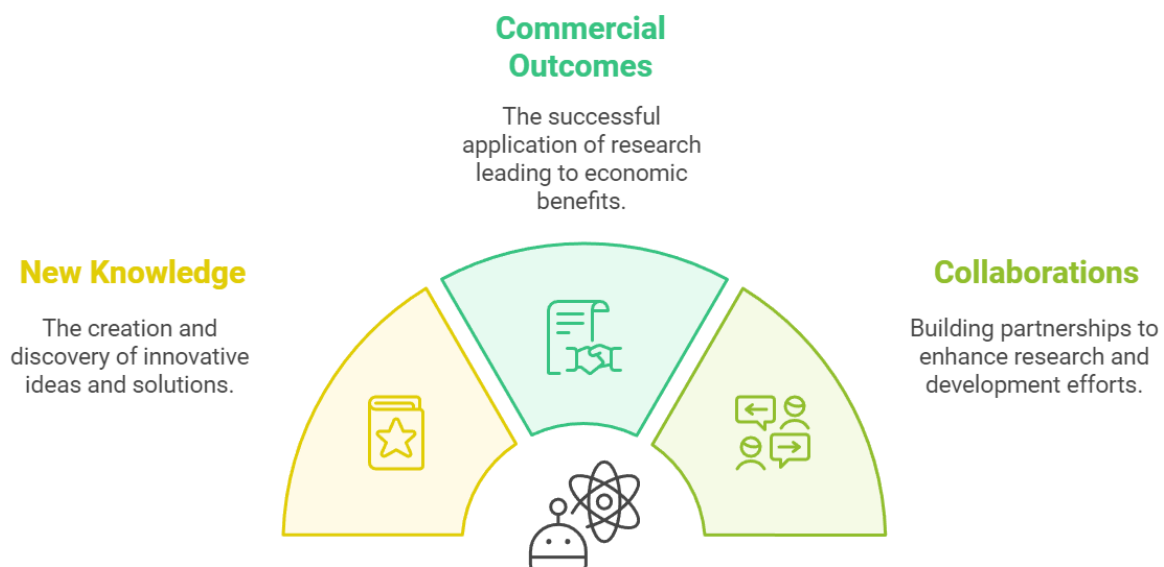 Commercial
Outcomes
The successful
application of research
leading to economic
benefits.
New Knowledge
The creation and
discovery of innovative
ideas and solutions.
Collaborations
Building partnerships to
enhance research and
development efforts.